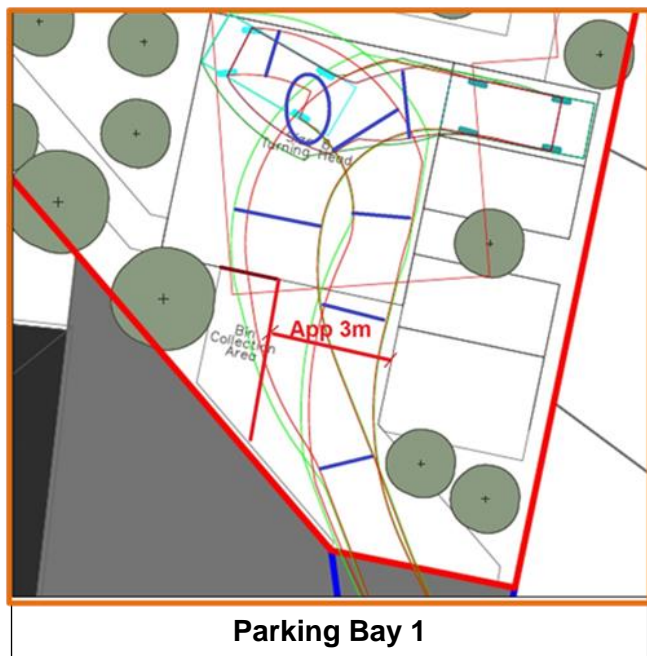 Turning Head
App 3m
Bin
Collection
Area
Parking Bay 1